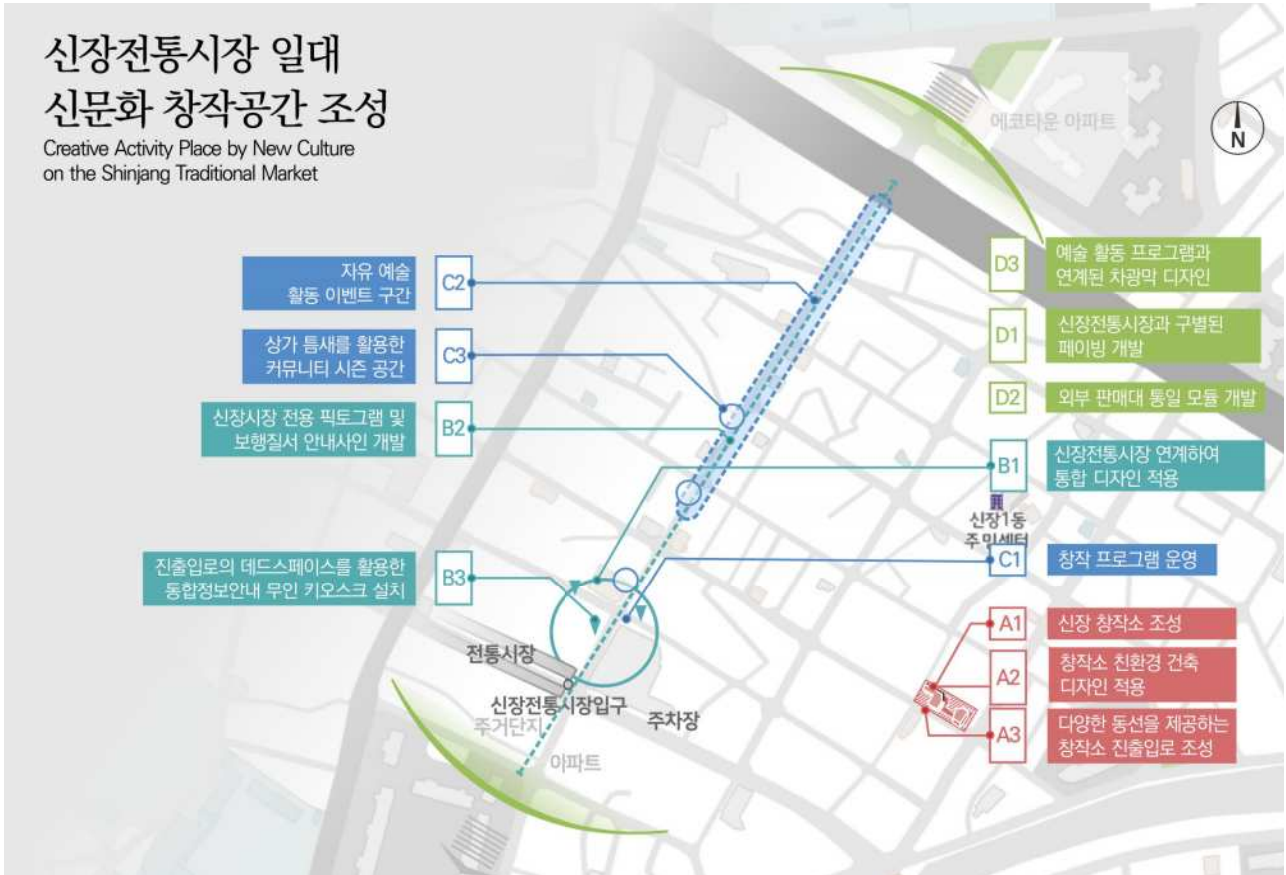 신장전통시장 일대
신문화 창작공간 조성
Creative Activity Place by New Culture
on the Shinjang Traditional Market
에코타운 아파트
N
자유 예술
활동 이벤트 구간
C2
상가 틈새를 활용한
커뮤니티 시즌 공간
C3
신장시장 전용 픽토그램 및
보행질서 안내사인 개발
B2
진출입로의 데드스페이스를 활용한
통합정보안내 무인 키오스크 설치
B3
D3
예술 활동 프로그램과
연계된 차광막 디자인
D1
신장전통시장과 구별된
페이빙 개발
D2
외부 판매대 통일 모듈 개발
B1
신장전통시장 연계하여
통합 디자인 적용
신장1동
주민센터
C1
창작 프로그램 운영
A1
신장 창작소 조성
A2
창작소 친환경 건축
디자인 적용
A3
다양한 동선을 제공하는
창작소 진출입로 조성
전통시장
신장전통시장입구
주거단지
주차장
아파트